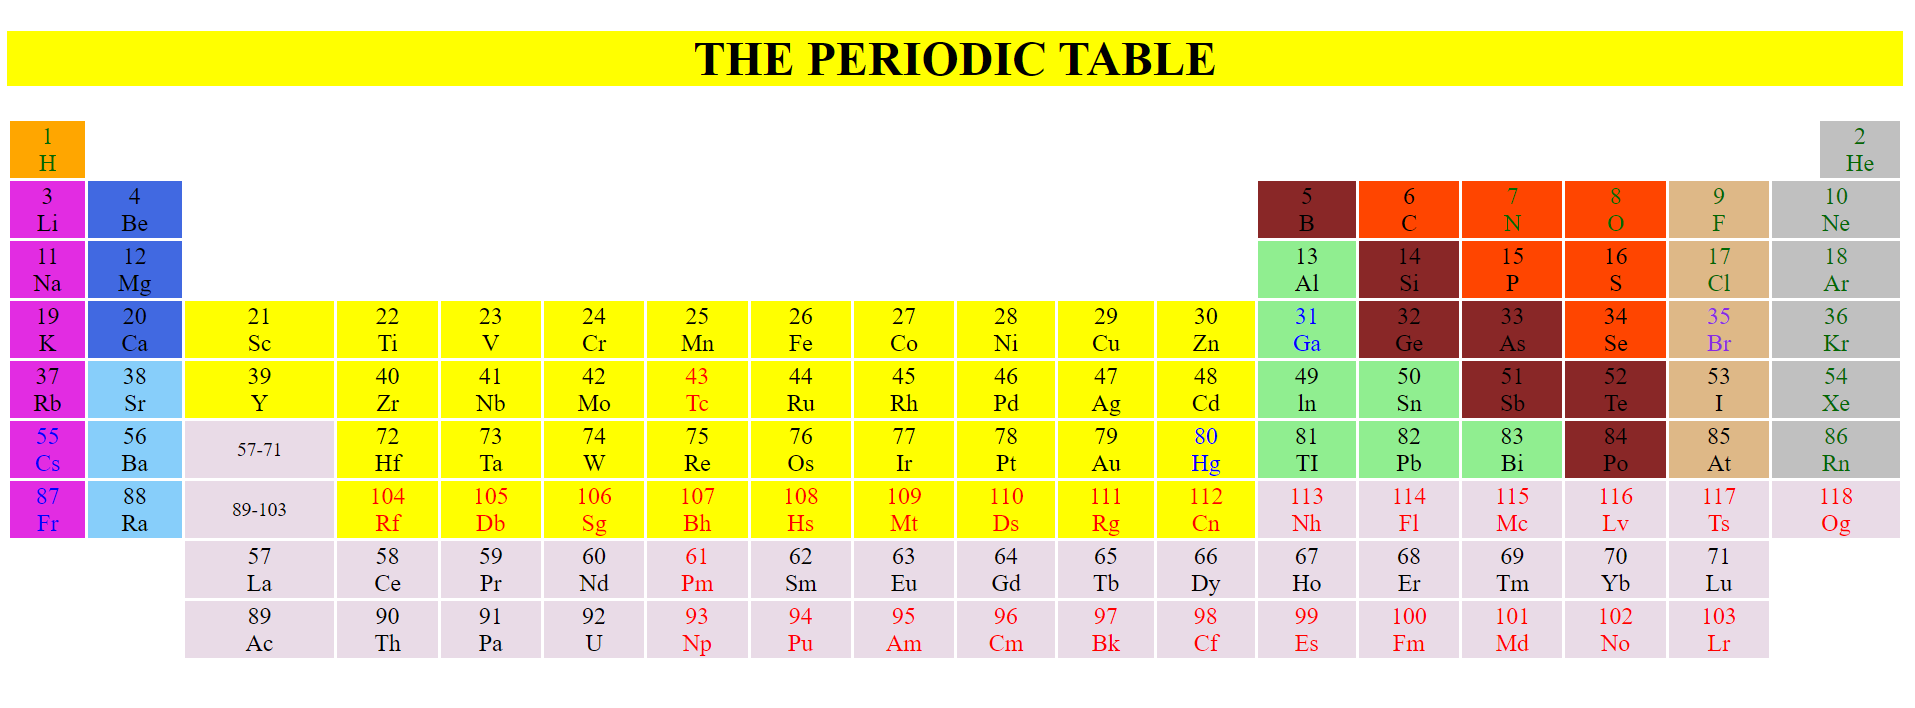 THE PERIODIC TABLE
1 2
H He
3 4 5 6 7 8 9 10
Li Be B C N O F Ne
11 12 13 14 15 16 17 18
Na Mg Al Si P S Cl Ar
19 20 21 22 23 24 25 26 27 28 29 30 31 32 33 34 35 36
K Ca Sc Ti V Cr Mn Fe Co Ni Cu Zn Ga Ge As Se Br Kr
37 38 39 40 41 42 43 44 45 46 47 48 49 50 51 52 53 54
Rb Sr Y Zr Nb Mo Tc Ru Rh Pd Ag Cd ln Sn Sb Te I Xe
55 56 57-71 72 73 74 75 76 77 78 79 80 81 82 83 84 85 86
Cs Ba Hf Ta W Re Os Ir Pt Au Hg TI Pb Bi Po At Rn
87 88 89-103 104 105 106 107 108 109 110 111 112 113 114 115 116 117 118
Fr Ra Rf Db Sg Bh Hs Mt Ds Rg Cn Nh Fl Mc Lv Ts Og
57 58 59 60 61 62 63 64 65 66 67 68 69 70 71
La Ce Pr Nd Pm Sm Eu Gd Tb Dy Ho Er Tm Yb Lu
89 90 91 92 93 94 95 96 97 98 99 100 101 102 103
Ac Th Pa U Np Pu Am Cm Bk Cf Es Fm Md No Lr